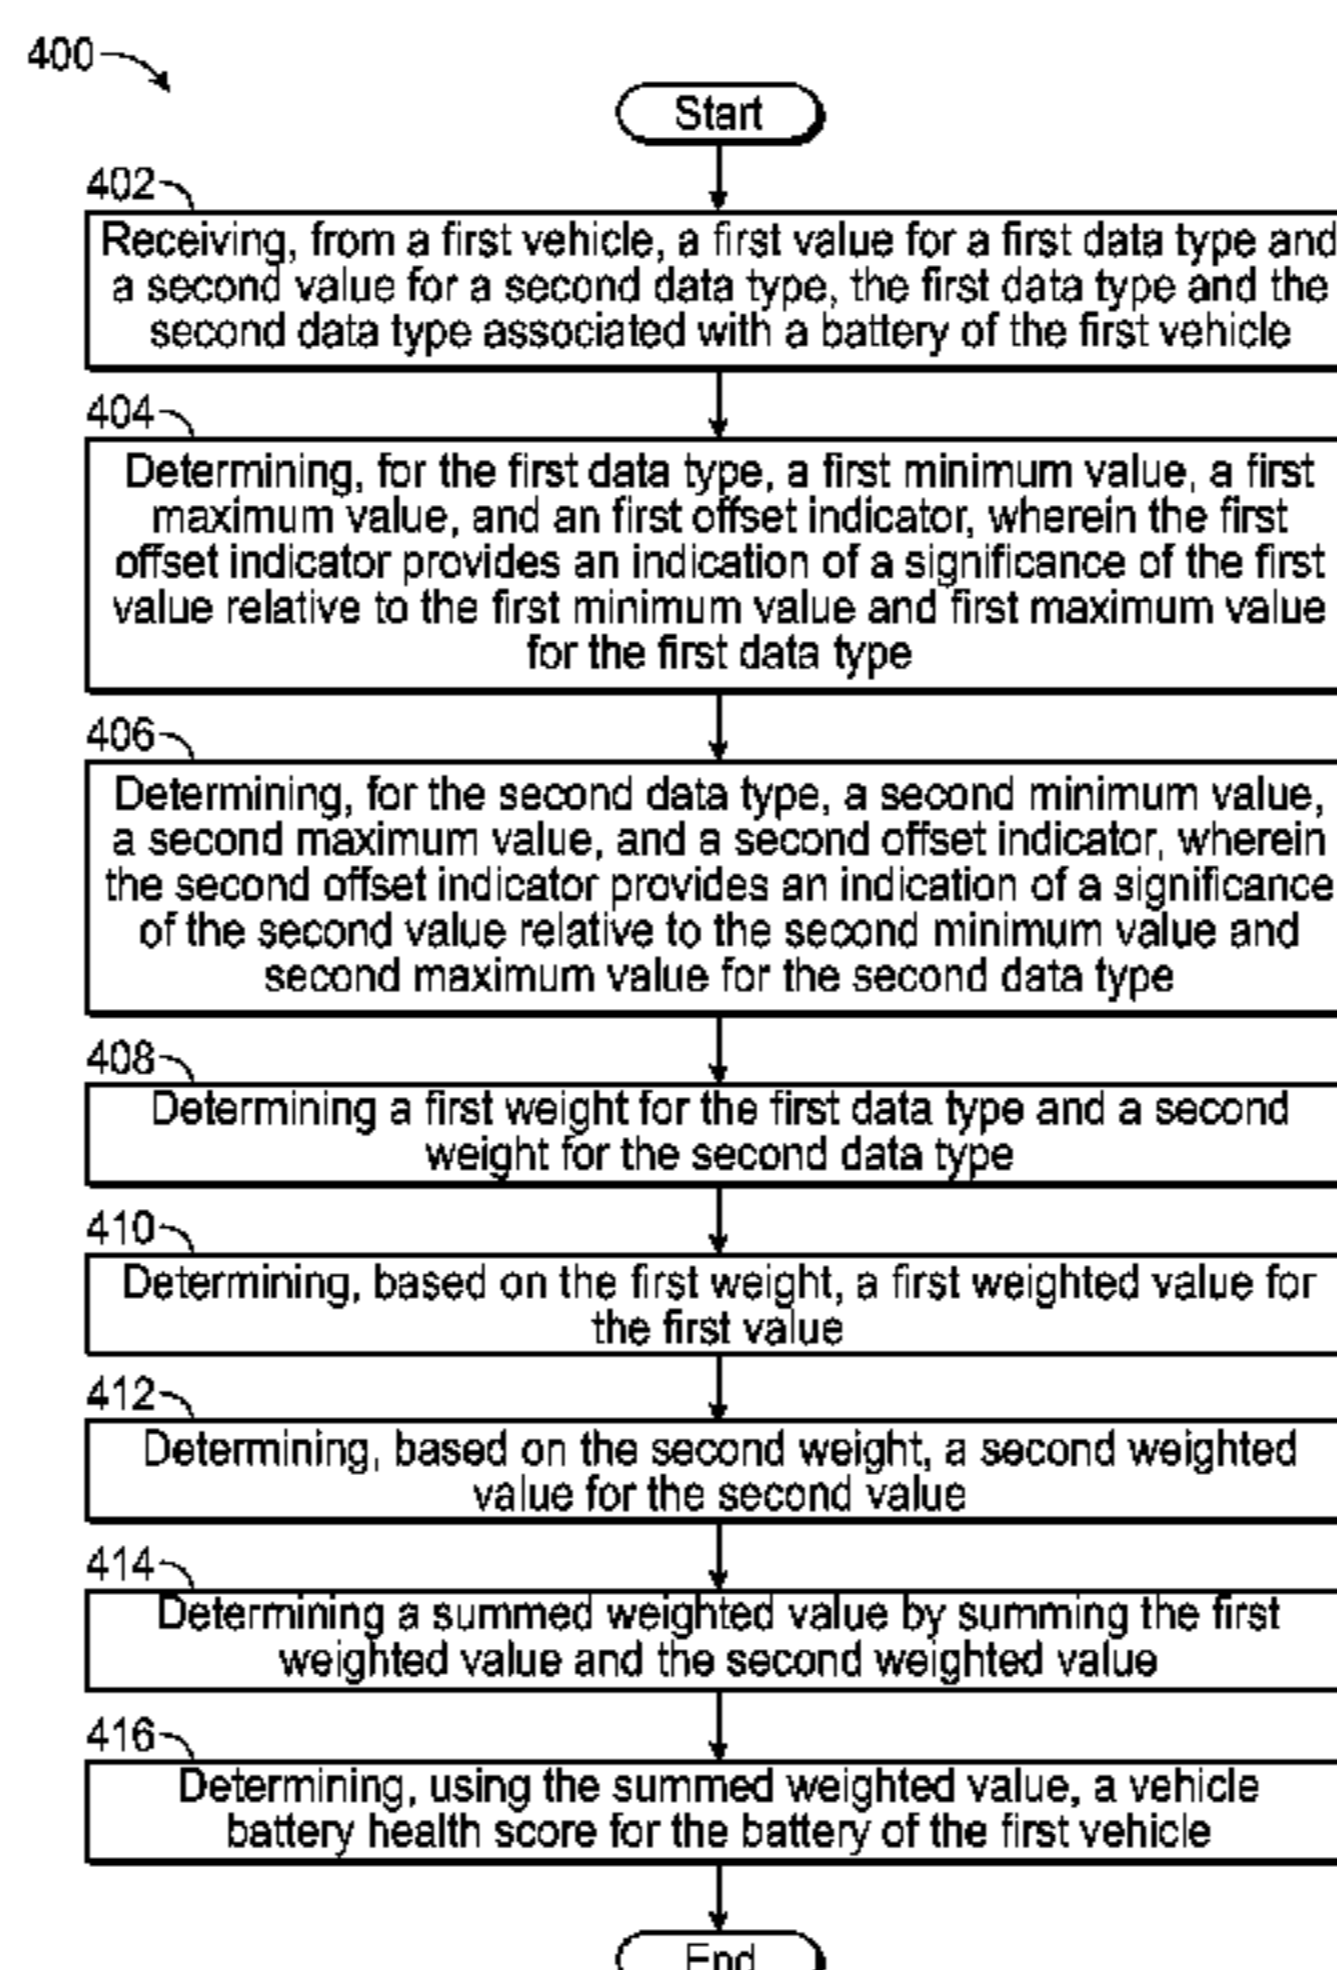 400
Start
402
Receiving, from a first vehicle, a first value for a first data type and
a second value for a second data type, the first data type and the
second data type associated with a battery of the first vehicle
404
Determining, for the first data type, a first minimum value, a first
maximum value, and an first offset indicator, wherein the first
offset indicator provides an indication of a significance of the first
value relative to the first minimum value and first maximum value
for the first data type
406
Determining, for the second data type, a second minimum value,
a second maximum value, and a second offset indicator, wherein
the second offset indicator provides an indication of a significance
of the second value relative to the second minimum value and
second maximum value for the second data type
408
Determining a first weight for the first data type and a second
weight for the second data type
410
Determining, based on the first weight, a first weighted value for
the first value
412
Determining, based on the second weight, a second weighted
value for the second value
414
Determining a summed weighted value by summing the first
weighted value and the second weighted value
416
Determining, using the summed weighted value, a vehicle
battery health score for the battery of the first vehicle
End